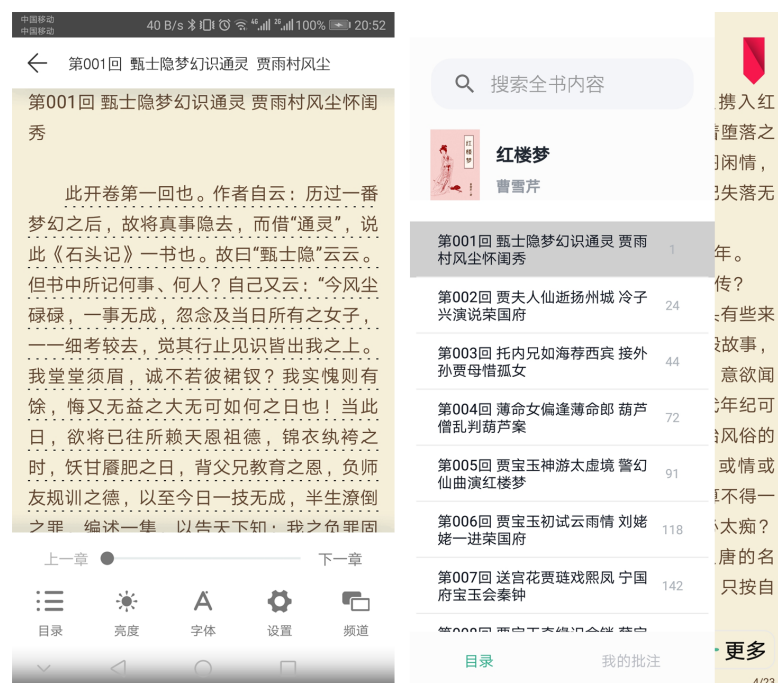 中国移动
中国移动
40 B/s
4G
2G
100%
20:52
第001回 甄士隐梦幻识通灵 贾雨村风尘
第001回 甄士隐梦幻识通灵 贾雨村风尘怀闺
秀
此开卷第一回也。作者自云：历过一番
梦幻之后，故将真事隐去，而借“通灵”，说
此《石头记》一书也。故曰“甄士隐”云云。
但书中所记何事、何人？自己又云：“今风尘
碌碌，一事无成，忽念及当日所有之女子，
一一细考较去，觉其行止见识皆出我之上。
我堂堂须眉，诚不若彼裙钗？我实愧则有
馀，悔又无益之大无可如何之日也！当此
日，欲将已往所赖天恩祖德，锦衣纨袴之
时，饫甘餍肥之日，背父兄教育之恩，负师
友规训之德，以至今日一技无成，半生潦倒
之罪，编述一集，以告天下知：我之负罪固
上一章
下一章
目录
亮度
字体
设置
频道
搜索全书内容
红楼梦
红楼梦
曹雪芹
第001回 甄士隐梦幻识通灵 贾雨
村风尘怀闺秀
1
第002回 贾夫人仙逝扬州城 冷子
兴演说荣国府
24
第003回 托内兄如海荐西宾 接外
孙贾母惜孤女
44
第004回 薄命女偏逢薄命郎 葫芦
僧乱判葫芦案
72
第005回 贾宝玉神游太虚境 警幻
仙曲演红楼梦
91
第006回 贾宝玉初试云雨情 刘姥
姥一进荣国府
118
第007回 送宫花贾琏戏熙凤 宁国
府宝玉会秦钟
142
目录
我的批注
携入红
堕落之
闲情，
失落无
年。
传？
有些来
故事，
意欲闻
年纪可
风俗的
或情或
不得一
太痴？
唐的名
只按自
更多
4/23